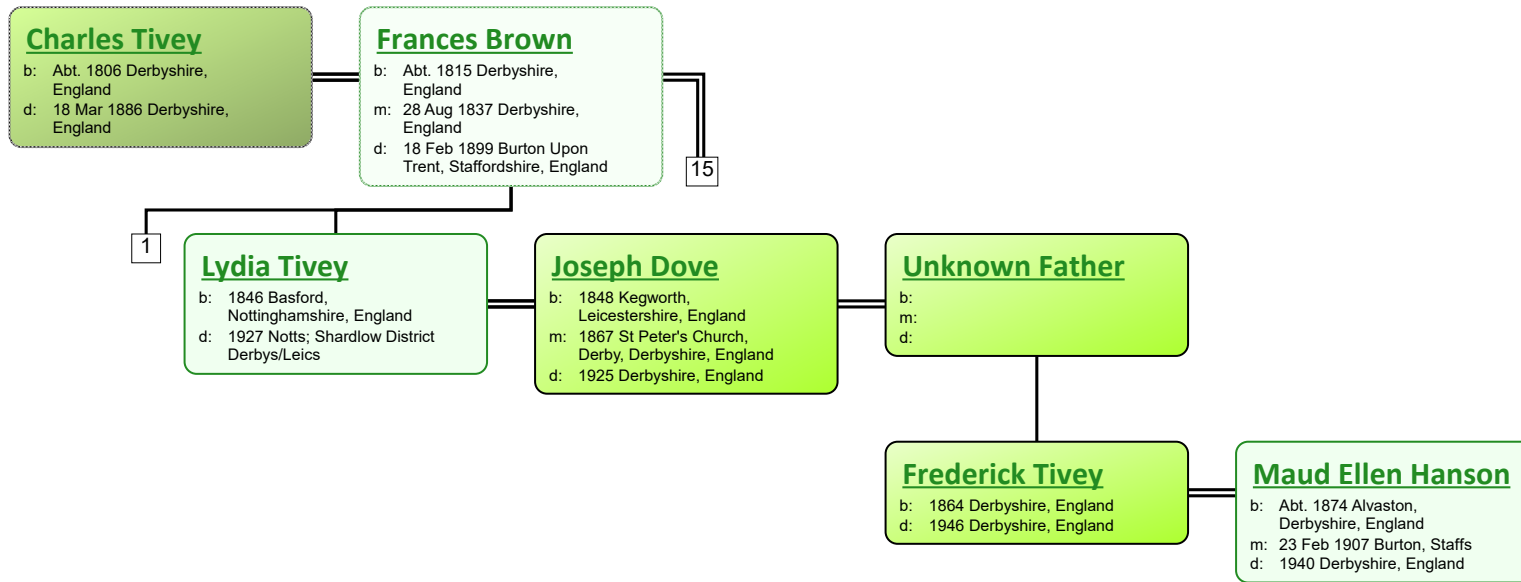 Charles Tivey
b: Abt. 1806 Derbyshire,
England
d: 18 Mar 1886 Derbyshire,
England
Frances Brown
b: Abt. 1815 Derbyshire,
England
m: 28 Aug 1837 Derbyshire,
England
d: 18 Feb 1899 Burton Upon
Trent, Staffordshire, England
15
1
Lydia Tivey
b: 1846 Basford,
Nottinghamshire, England
d: 1927 Notts; Shardlow District
Derbys/Leics
Joseph Dove
b: 1848 Kegworth,
Leicestershire, England
m: 1867 St Peter's Church,
Derby, Derbyshire, England
d: 1925 Derbyshire, England
Unknown Father
b:
m:
d:
Frederick Tivey
b: 1864 Derbyshire, England
d: 1946 Derbyshire, England
Maud Ellen Hanson
b: Abt. 1874 Alvaston,
Derbyshire, England
m: 23 Feb 1907 Burton, Staffs
d: 1940 Derbyshire, England